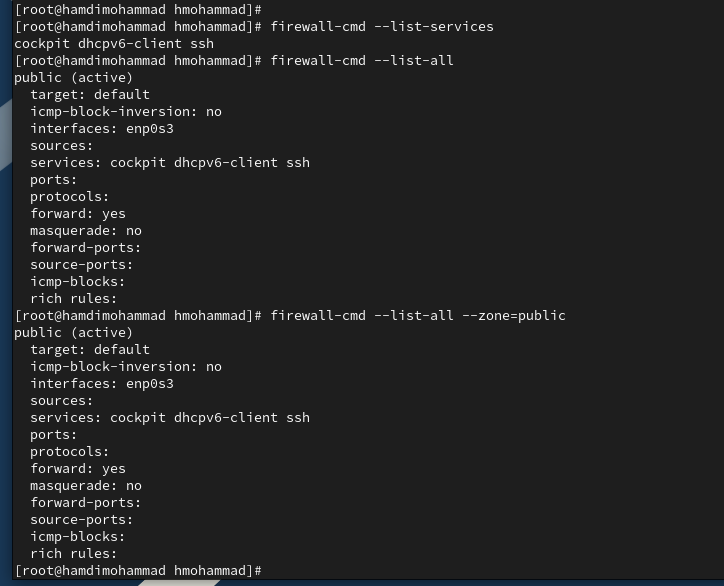 [root@hamdimohammad hmohammad]#
[root@hamdimohammad hmohammad]# firewall-cmd --list-services
cockpit dhcpv6-client ssh
[root@hamdimohammad hmohammad]# firewall-cmd --list-all
public (active)
  target: default
  icmp-block-inversion: no
  interfaces: enp0s3
  sources:
  services: cockpit dhcpv6-client ssh
  ports:
  protocols:
  forward: yes
  masquerade: no
  forward-ports:
  source-ports:
  icmp-blocks:
  rich rules:
[root@hamdimohammad hmohammad]# firewall-cmd --list-all --zone=public
public (active)
  target: default
  icmp-block-inversion: no
  interfaces: enp0s3
  sources:
  services: cockpit dhcpv6-client ssh
  ports:
  protocols:
  forward: yes
  masquerade: no
  forward-ports:
  source-ports:
  icmp-blocks:
  rich rules:
[root@hamdimohammad hmohammad]#